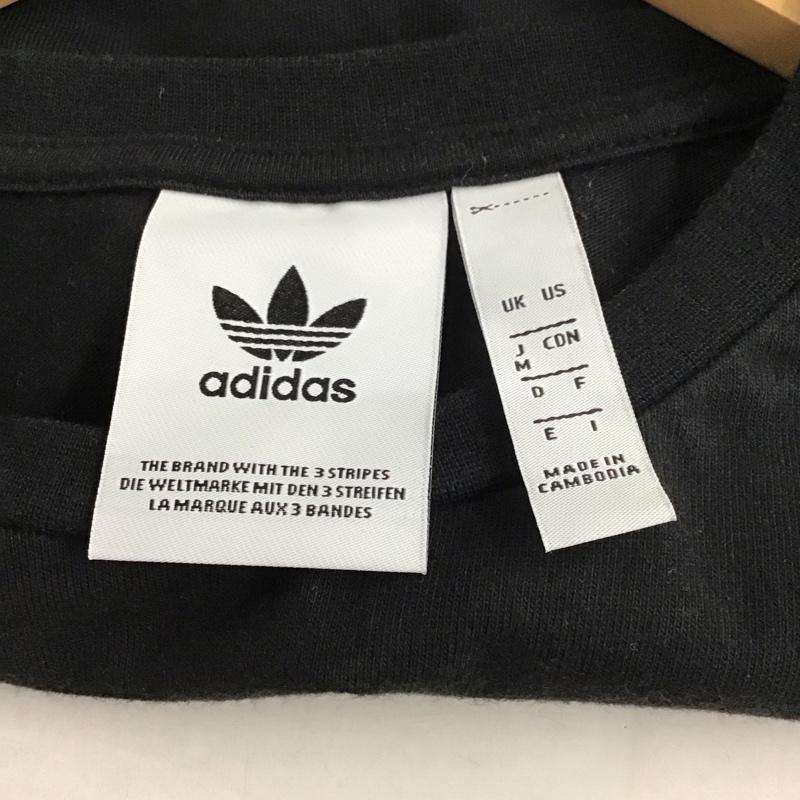 adidas
THE BRAND WITH THE 3 STRIPES
DIE WELTMARKE MIT DEN 3 STREIFEN
LA MARQUE AUX 3 BANDES
UK US
J CDN
M
D F
E I
MADE IN
CAMBODIA